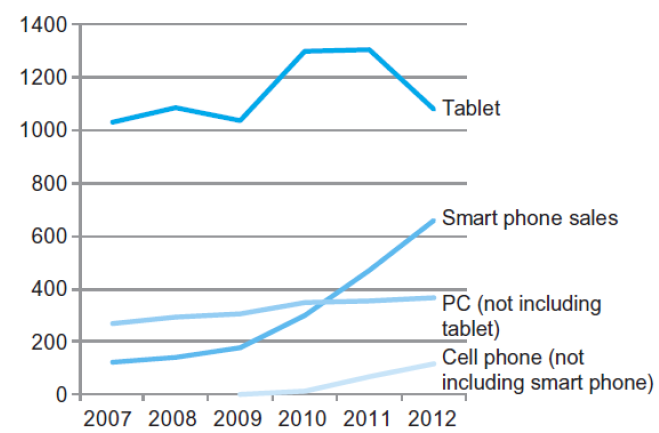 1400
1200
1000
800
600
400
200
0
Tablet
Smart phone sales
PC (not including
tablet)
Cell phone (not
including smart phone)
2007 2008 2009 2010 2011 2012